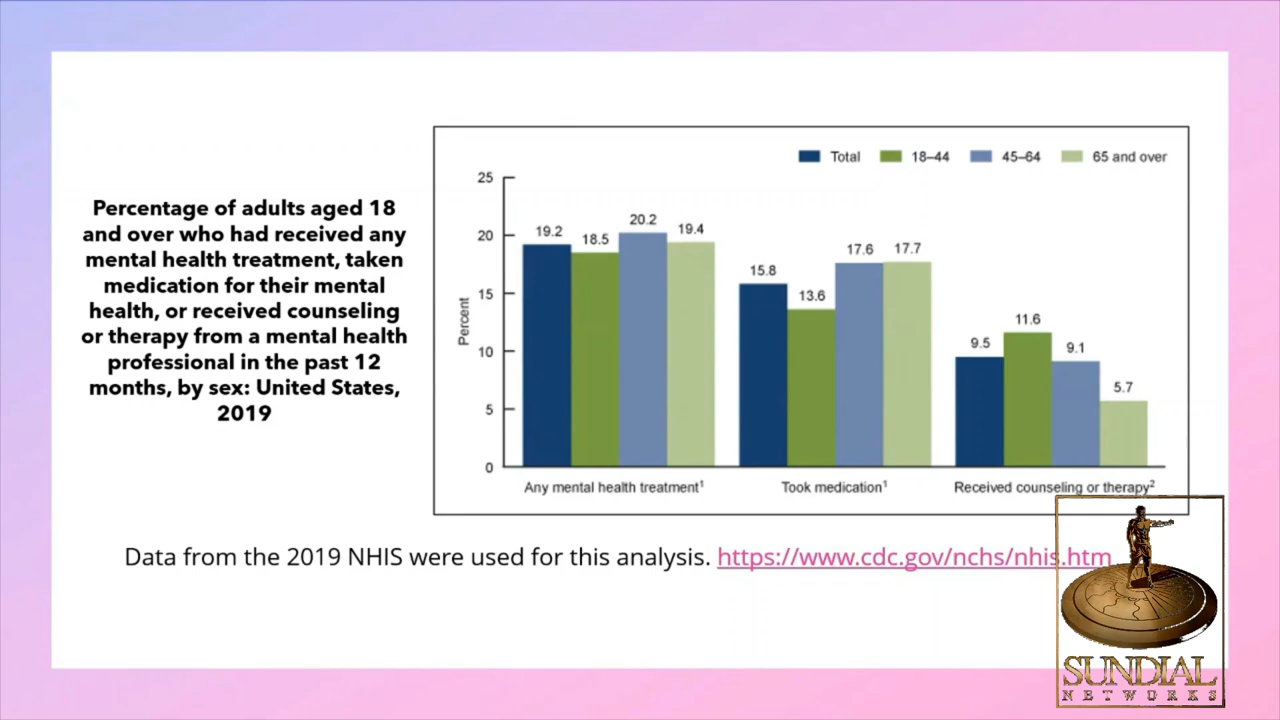 Percentage of adults aged 18
and over who had received any
mental health treatment, taken
medication for their mental
health, or received counseling
or therapy from a mental health
professional in the past 12
months, by sex: United States,
2019
Total 18–44 45–64 65 and over
Percent
25
20
15
10
5
0
19.2 18.5 20.2 19.4
15.8 13.6 17.6 17.7
9.5 11.6 9.1 5.7
Any mental health treatment¹ Took medication¹ Received counseling or therapy²
Data from the 2019 NHIS were used for this analysis. https://www.cdc.gov/nchs/nhis.htm
SUNDIAL
NETWORKS